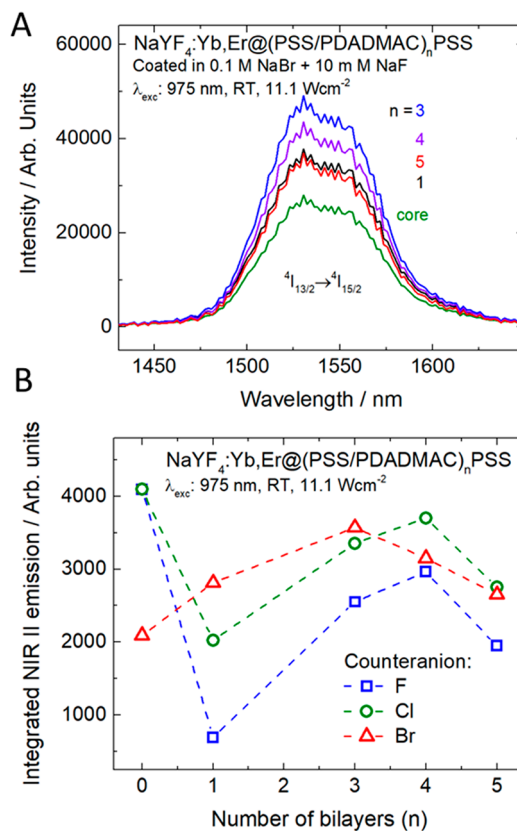 A
NaYF4:Yb,Er@(PSS/PDADMAC)nPSS
Coated in 0.1 M NaBr + 10 m M NaF
λexc: 975 nm, RT, 11.1 Wcm-2
n = 3
4
5
1
core
4I13/2→4I15/2
60000
40000
20000
0
Intensity / Arb. Units
1450 1500 1550 1600
Wavelength / nm
B
NaYF4:Yb,Er@(PSS/PDADMAC)nPSS
λexc: 975 nm, RT, 11.1 Wcm-2
4000
3000
2000
1000
Integrated NIR II emission / Arb. units
Counteranion:
F
Cl
Br
0 1 2 3 4 5
Number of bilayers (n)